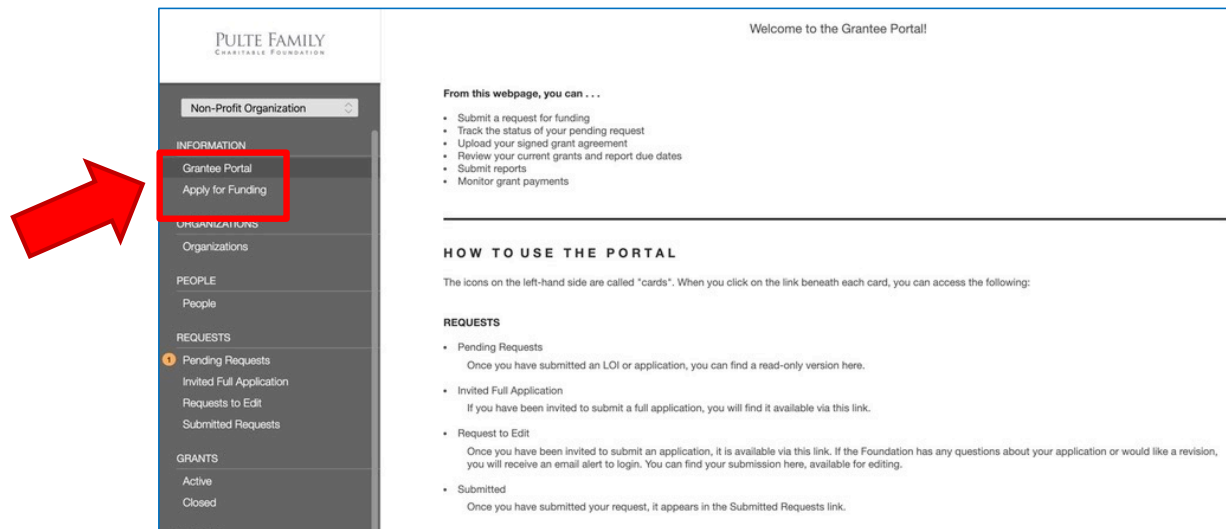 PULTE FAMILY
CHARITABLE FOUNDATION
Non-Profit Organization
INFORMATION
Grantee Portal
Apply for Funding
ORGANIZATIONS
Organizations
PEOPLE
People
REQUESTS
1 Pending Requests
Invited Full Application
Requests to Edit
Submitted Requests
GRANTS
Active
Closed
Welcome to the Grantee Portal!
From this webpage, you can . . .
• Submit a request for funding
• Track the status of your pending request
• Upload your signed grant agreement
• Review your current grants and report due dates
• Submit reports
• Monitor grant payments
HOW TO USE THE PORTAL
The icons on the left-hand side are called "cards". When you click on the link beneath each card, you can access the following:
REQUESTS
• Pending Requests
Once you have submitted an LOI or application, you can find a read-only version here.
• Invited Full Application
If you have been invited to submit a full application, you will find it available via this link.
• Request to Edit
Once you have been invited to submit an application, it is available via this link. If the Foundation has any questions about your application or would like a revision,
you will receive an email alert to login. You can find your submission here, available for editing.
• Submitted
Once you have submitted your request, it appears in the Submitted Requests link.